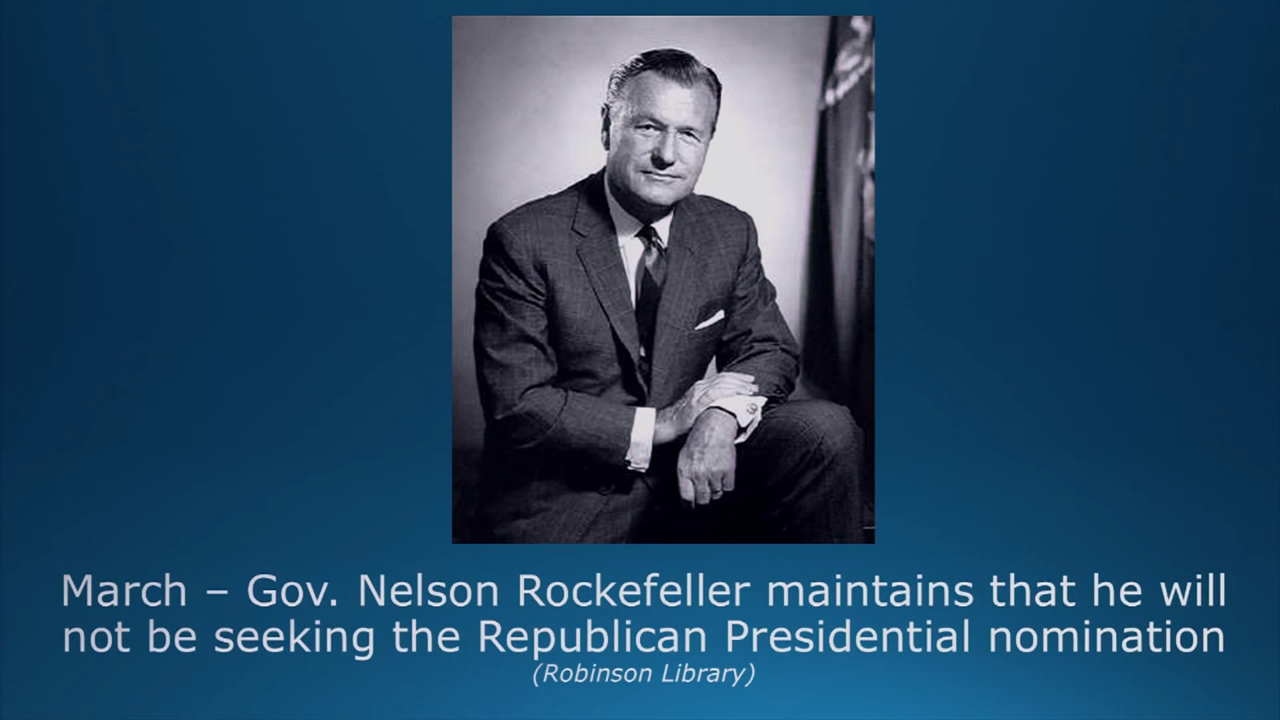 March – Gov. Nelson Rockefeller maintains that he will
not be seeking the Republican Presidential nomination
(Robinson Library)